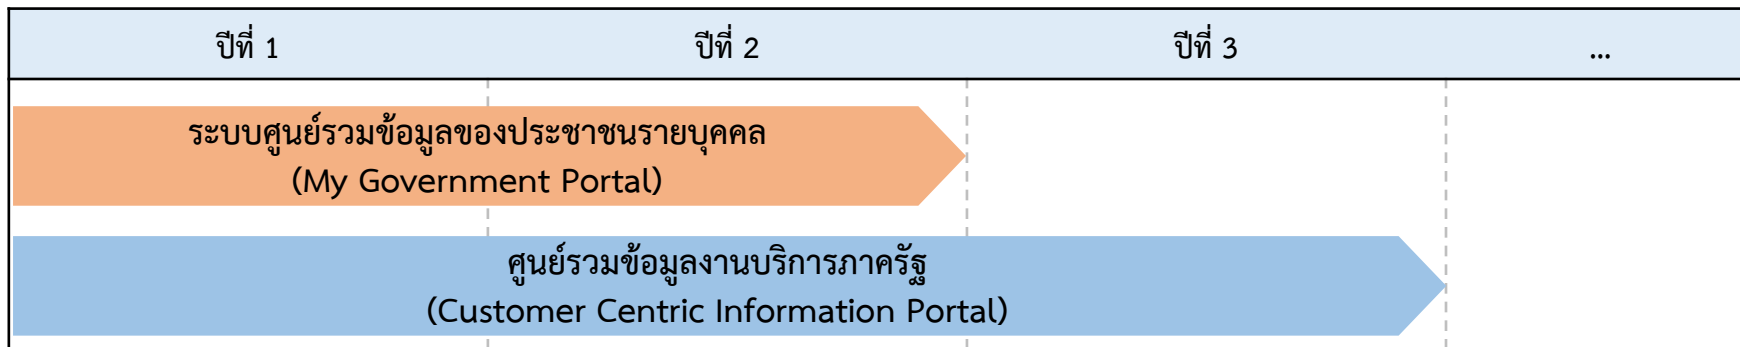 ปีที่ 1 ปีที่ 2 ปีที่ 3 ...
ระบบศูนย์รวมข้อมูลของประชาชนรายบุคคล
(My Government Portal)
ศูนย์รวมข้อมูลงานบริการภาครัฐ
(Customer Centric Information Portal)